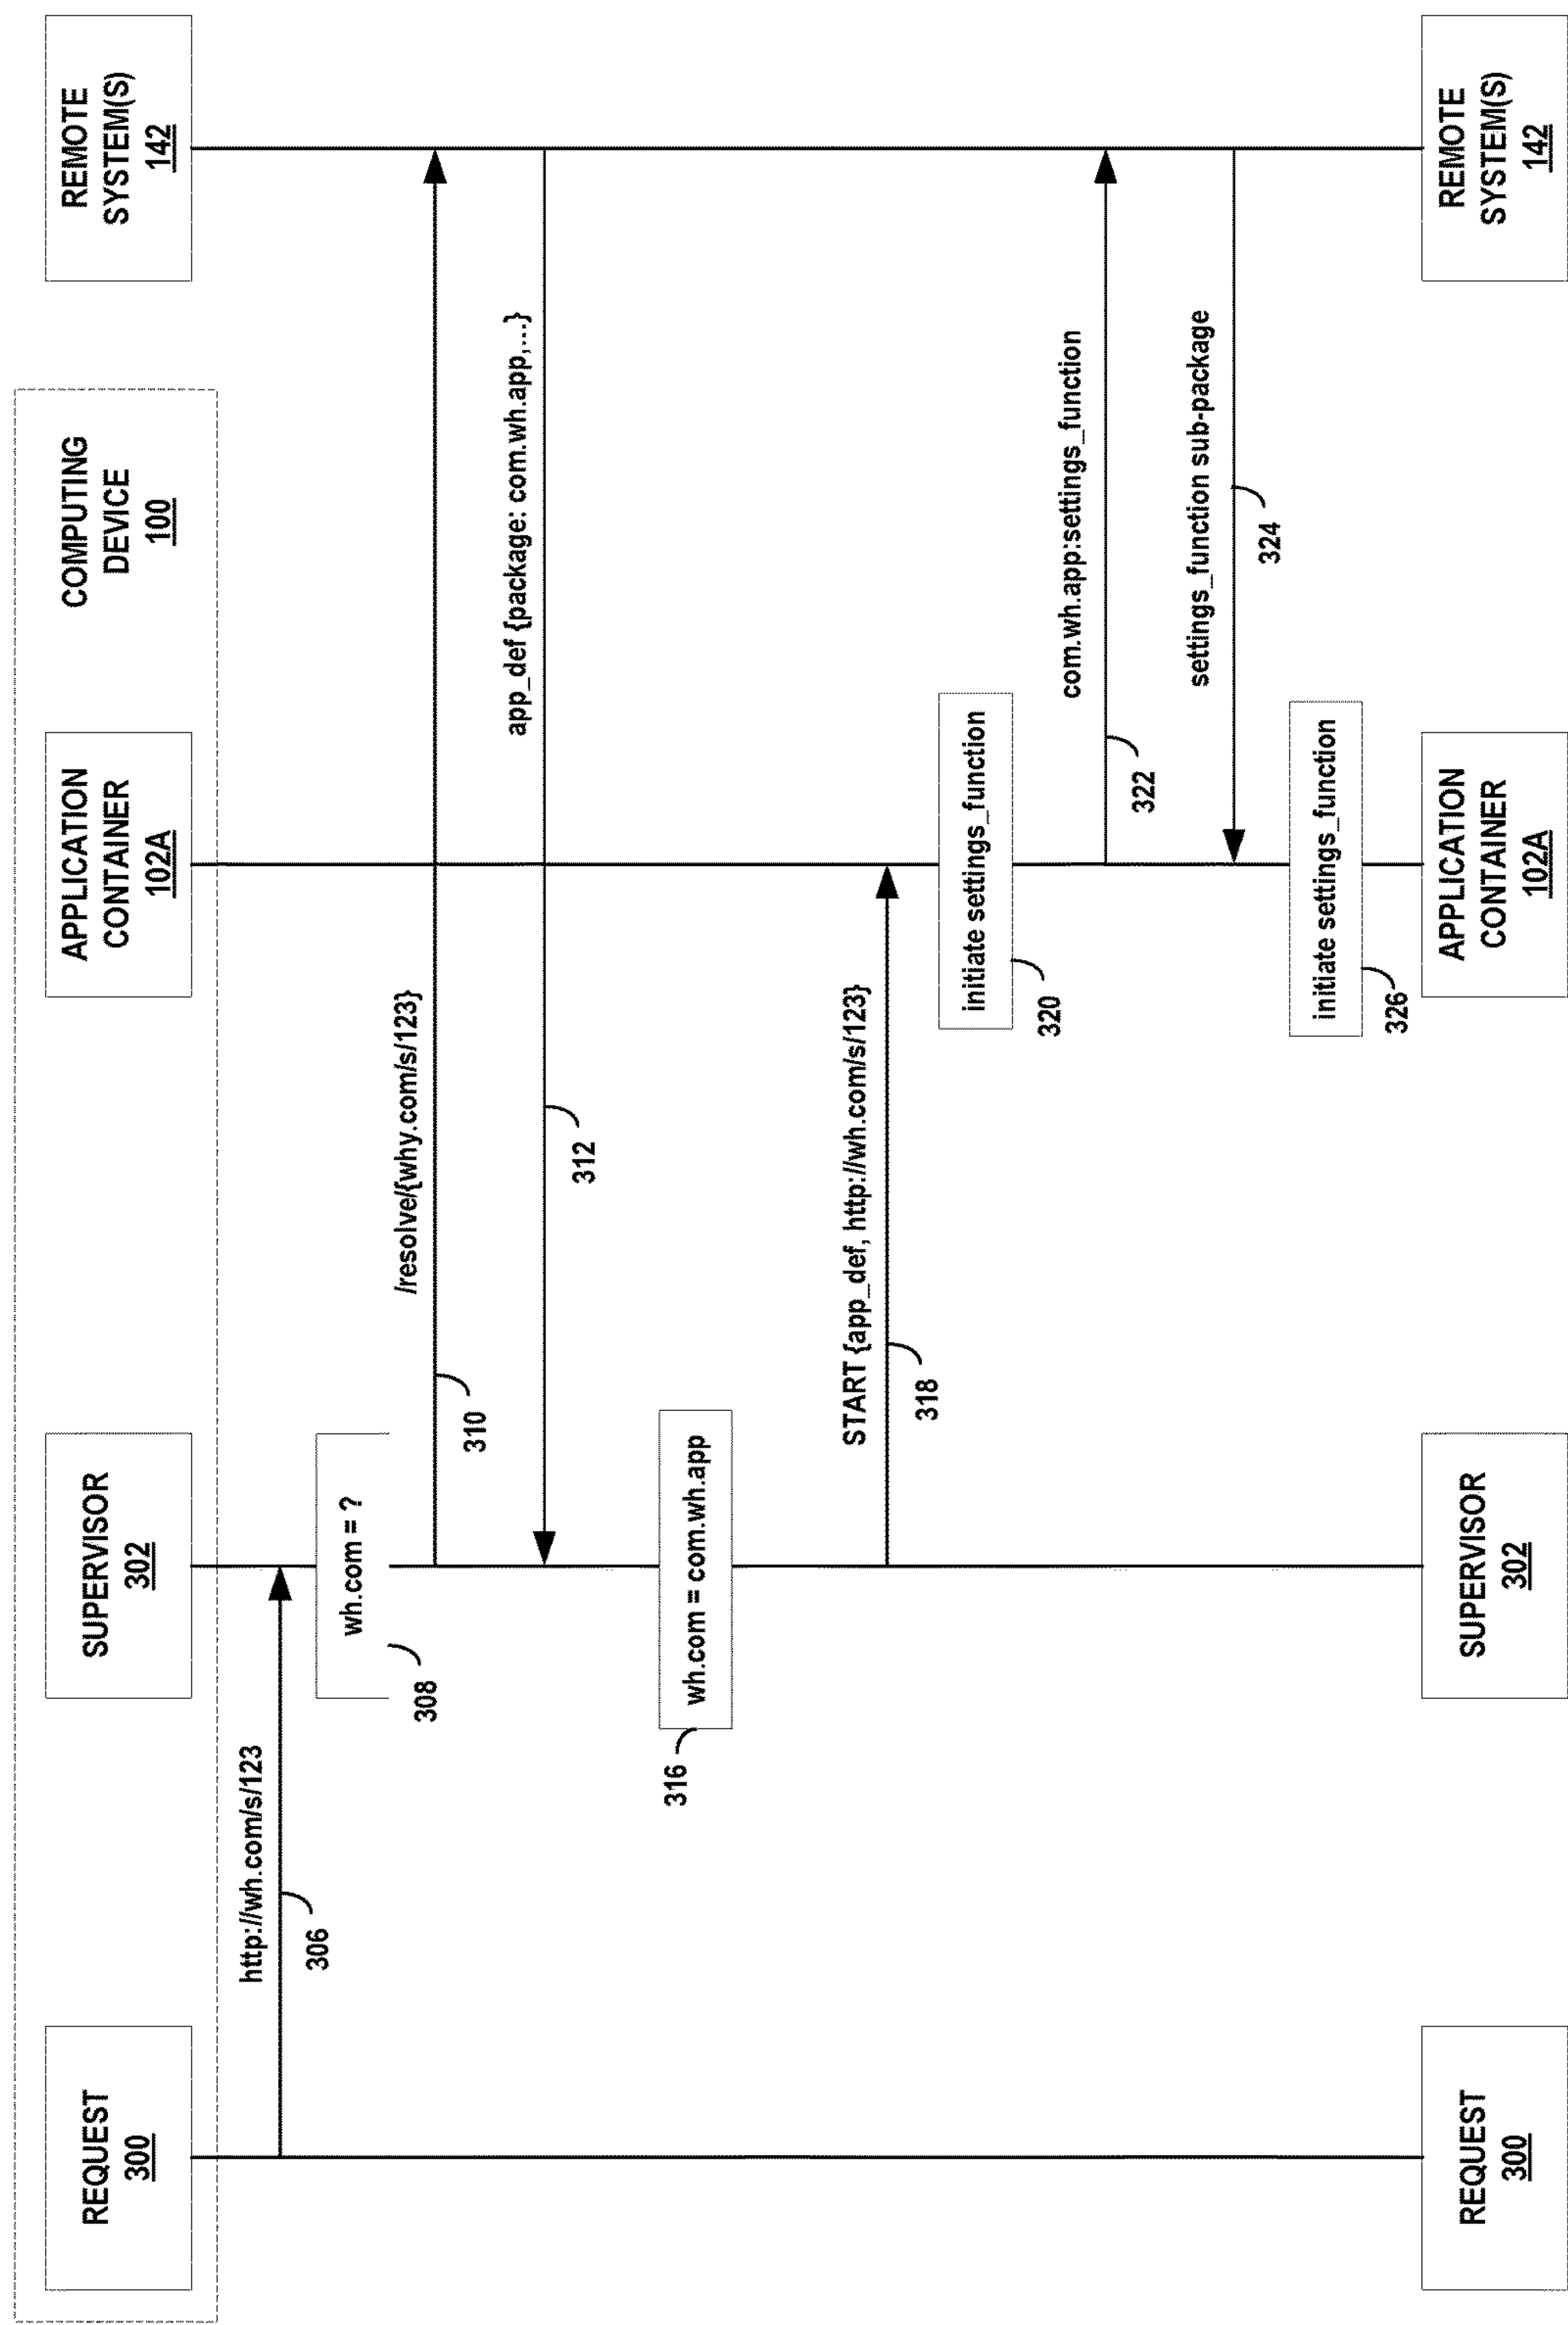 REQUEST
300
SUPERVISOR
302
APPLICATION
CONTAINER
102A
COMPUTING
DEVICE
100
REMOTE
SYSTEM(S)
142
http://wh.com/s/123
306
wh.com = ?
308
/resolve/{why.com/s/123}
310
app_def {package: com.wh.app,...}
312
wh.com = com.wh.app
316
START {app_def, http://wh.com/s/123}
318
initiate settings_function
320
com.wh.app:settings_function
322
settings_function sub-package
324
initiate settings_function
326
REQUEST
300
SUPERVISOR
302
APPLICATION
CONTAINER
102A
REMOTE
SYSTEM(S)
142